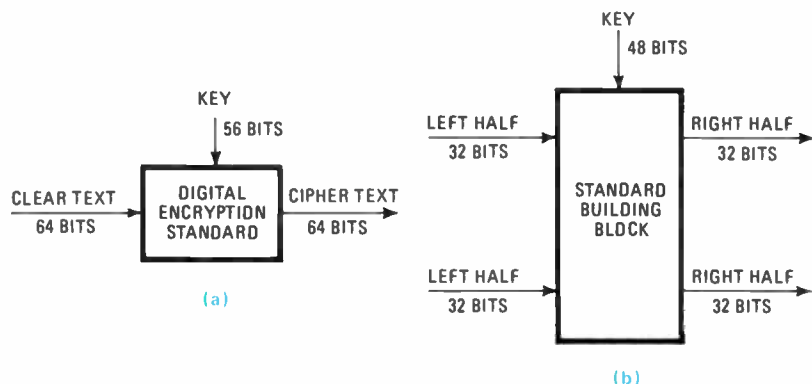 KEY
56 BITS
CLEAR TEXT
64 BITS
DIGITAL
ENCRYPTION
STANDARD
CIPHER TEXT
64 BITS
(a)
KEY
48 BITS
LEFT HALF
32 BITS
RIGHT HALF
32 BITS
STANDARD
BUILDING
BLOCK
LEFT HALF
32 BITS
RIGHT HALF
32 BITS
(b)